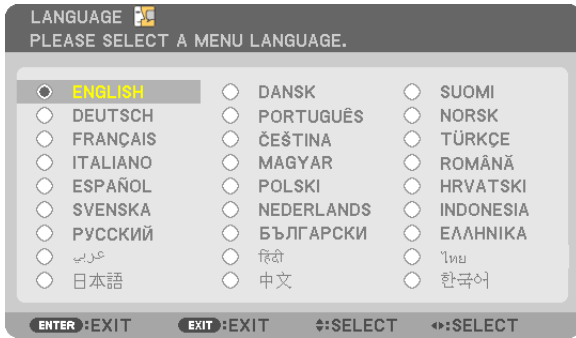 LANGUAGE
PLEASE SELECT A MENU LANGUAGE.
ENGLISH DANSK SUOMI
DEUTSCH PORTUGUÊS NORSK
FRANÇAIS ČEŠTINA TÜRKÇE
ITALIANO MAGYAR ROMÂNĂ
ESPAÑOL POLSKI HRVATSKI
SVENSKA NEDERLANDS INDONESIA
РУССКИЙ БЪЛГАРСКИ ΕΛΛΗΝΙΚΑ
عربي हिंदी ไทย
日本語 中文 한국어
ENTER :EXIT EXIT :EXIT :SELECT :SELECT